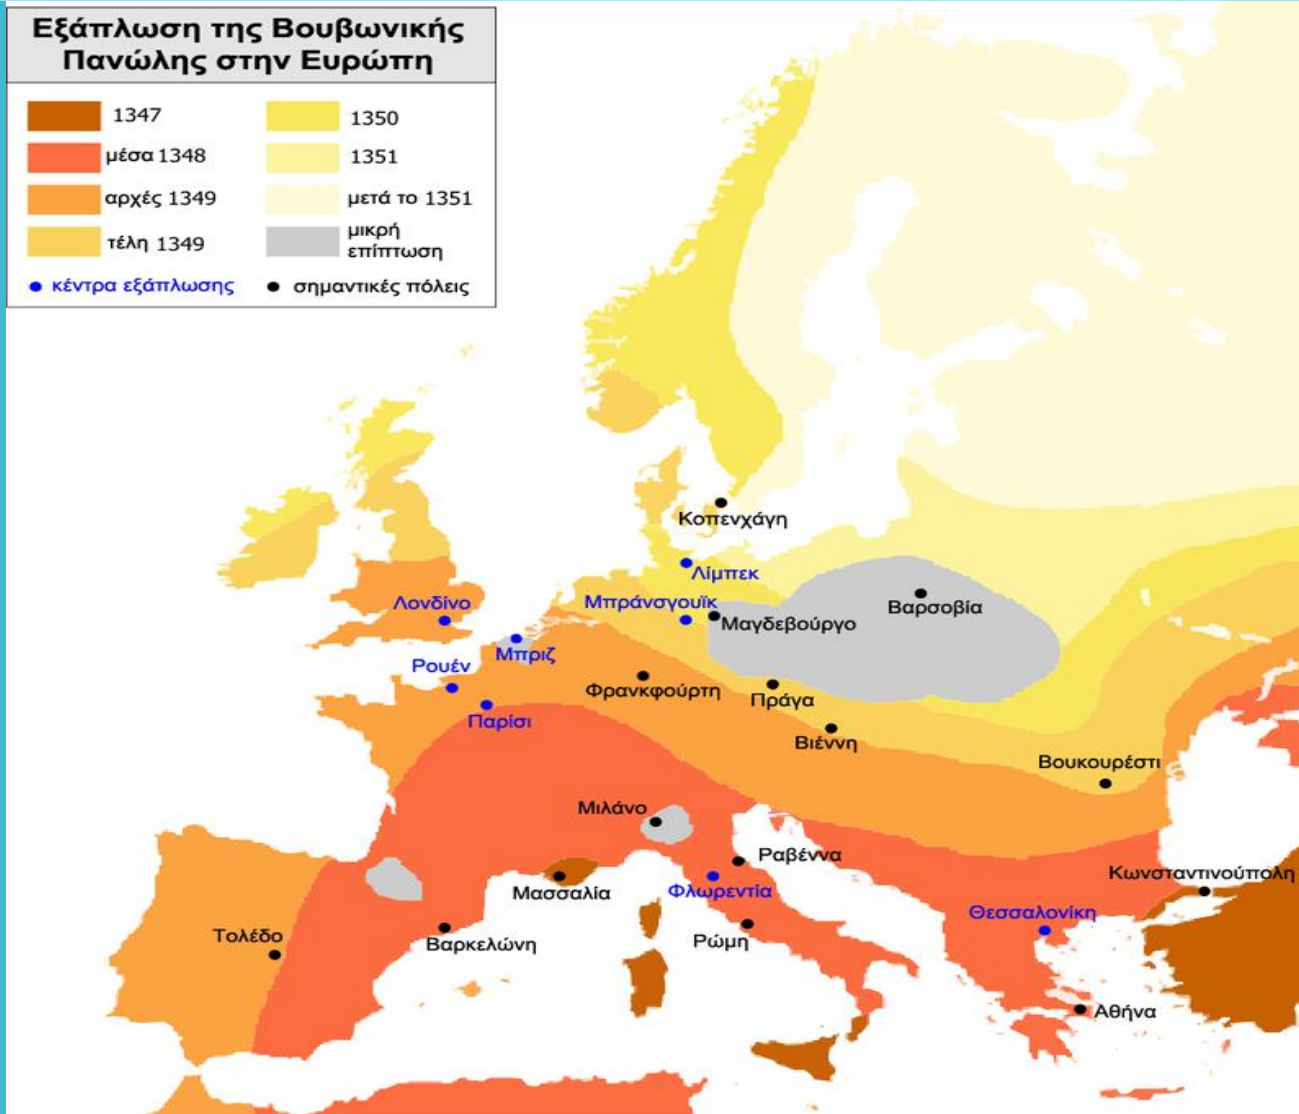 Εξάπλωση της Βουβωνικής
Πανώλης στην Ευρώπη
1347
μέσα 1348
αρχές 1349
τέλη 1349
1350
1351
μετά το 1351
μικρή
επίπτωση
κέντρα εξάπλωσης
σημαντικές πόλεις
Κοπενχάγη
Λίμπεκ
Μπράνσγουϊκ
Μαγδεβούργο
Βαρσοβία
Λονδίνο
Μπριζ
Ρουέν
Παρίσι
Φρανκφούρτη
Πράγα
Βιέννη
Βουκουρέστι
Μιλάνο
Ραβέννα
Μασσαλία
Φλωρεντία
Κωνσταντινούπολη
Θεσσαλονίκη
Τολέδο
Βαρκελώνη
Ρώμη
Αθήνα